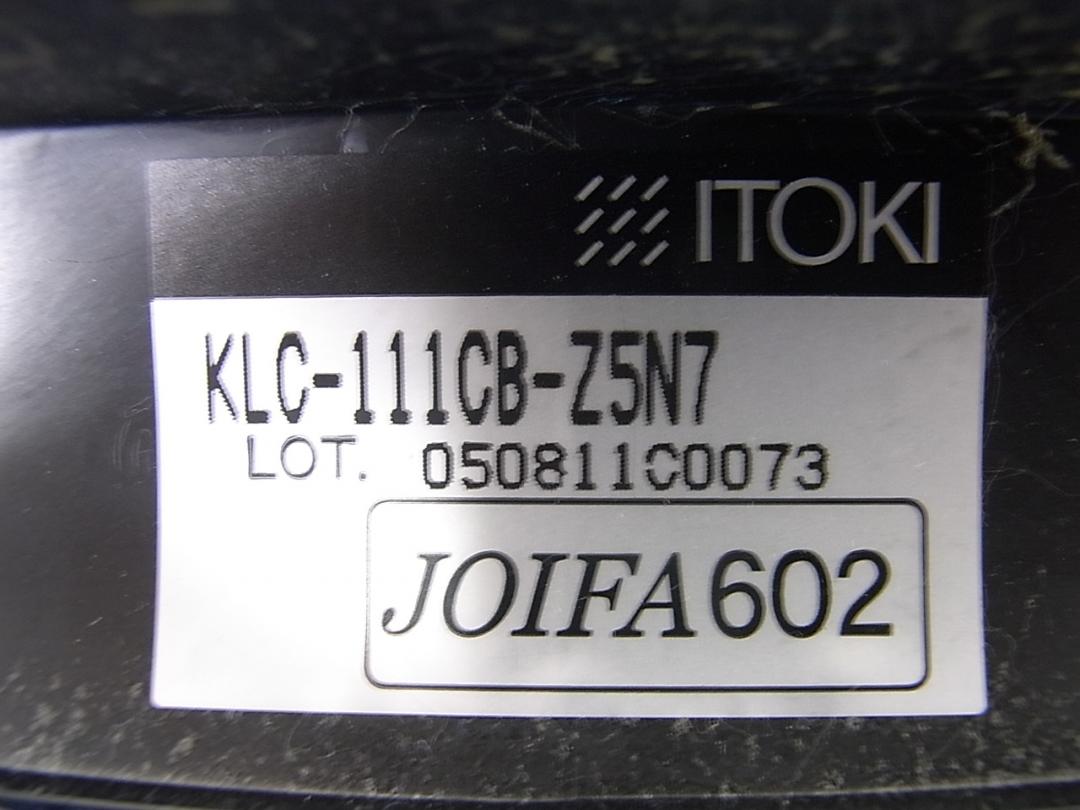 ITOKI
KLC-111CB-Z5N7
LOT. 050811C0073
JOIFA602